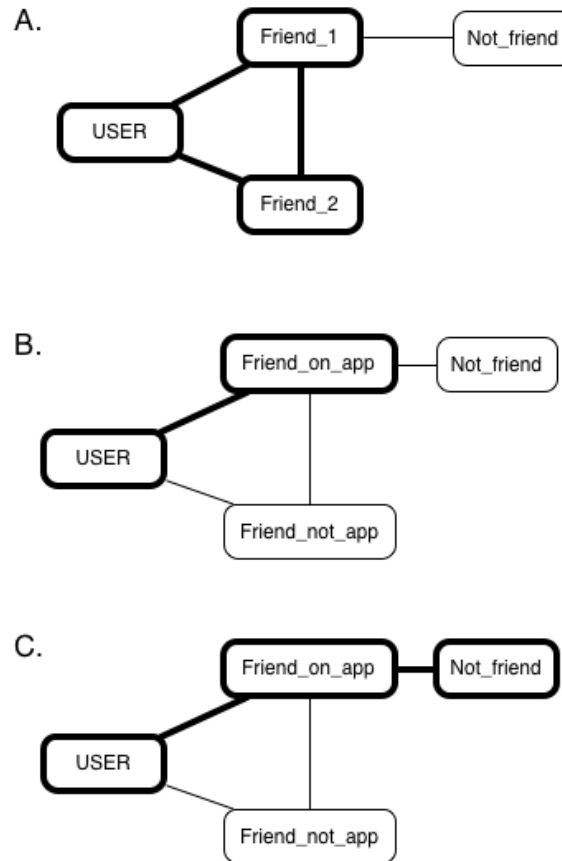 A.
Friend_1
Not_friend
USER
Friend_2
B.
Friend_on_app
Not_friend
USER
Friend_not_app
C.
Friend_on_app
Not_friend
USER
Friend_not_app